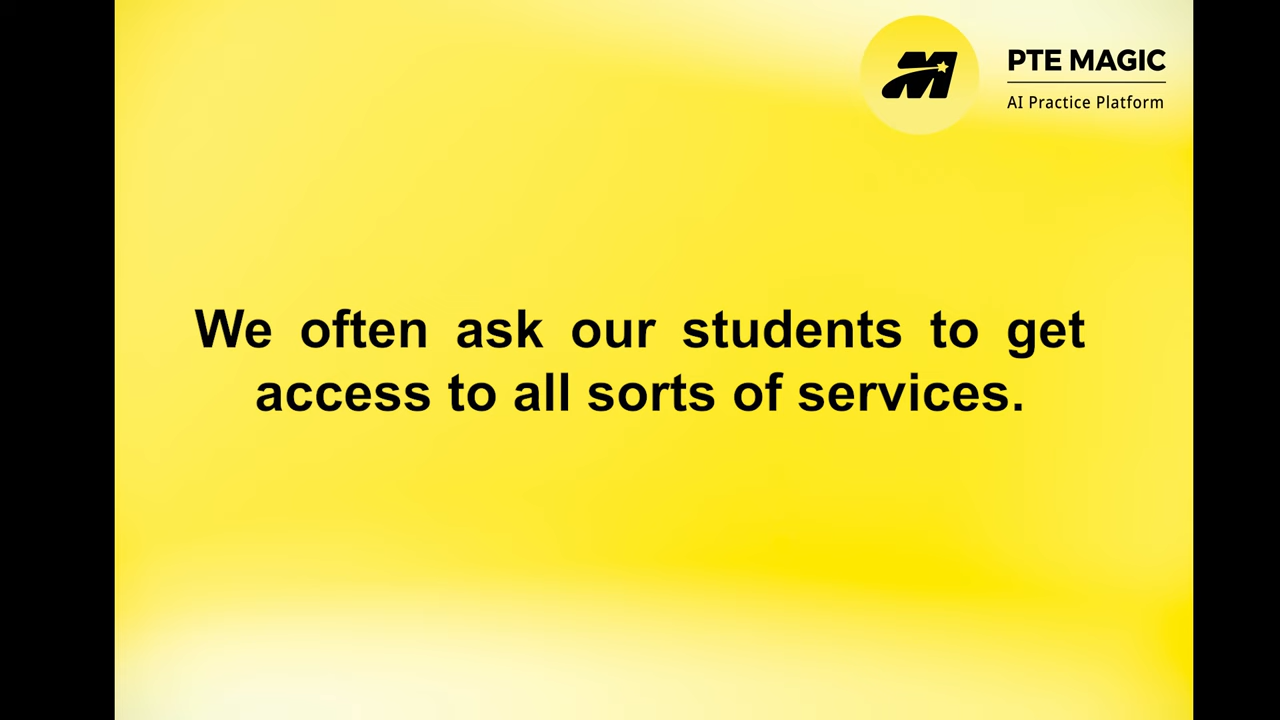 PTE MAGIC
AI Practice Platform
We often ask our students to get
access to all sorts of services.